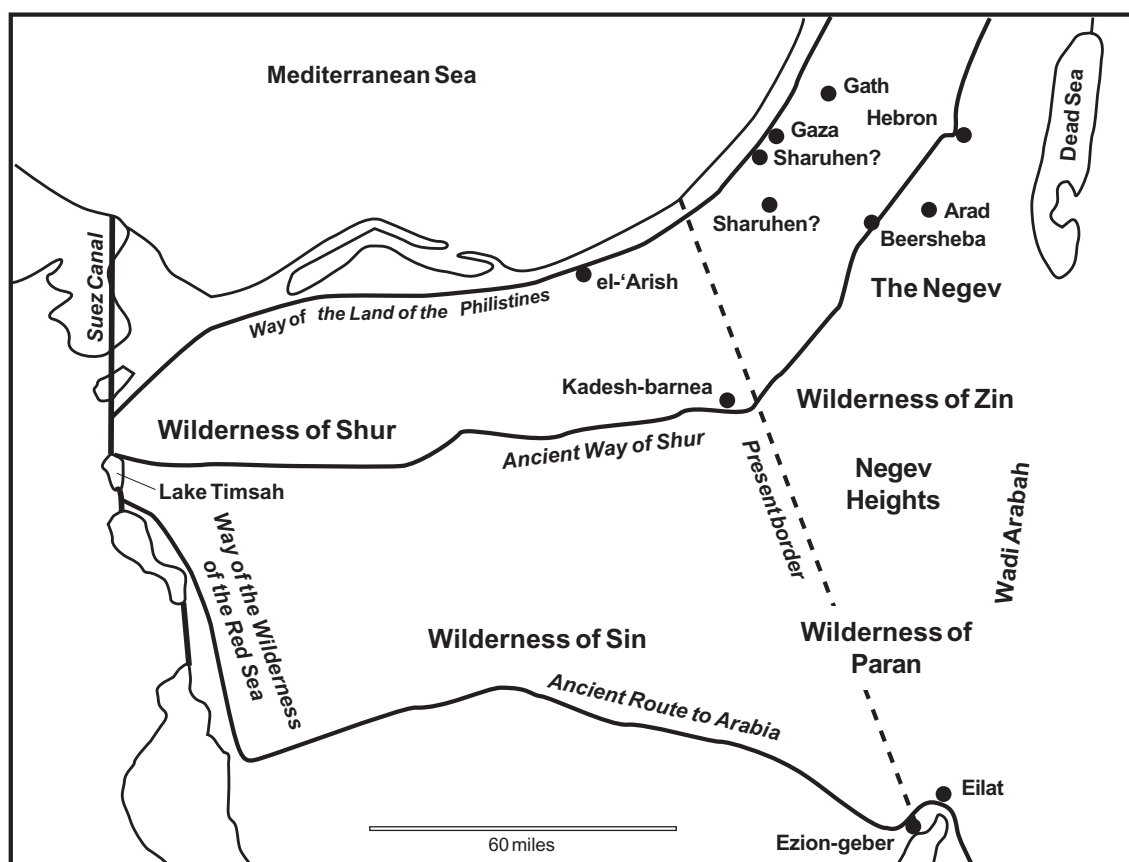 Mediterranean Sea
Gath
Hebron
Dead Sea
Gaza
Sharuhen?
Sharuhen?
Arad
Beersheba
Suez Canal
el-‘Arish
The Negev
Way of the Land of the Philistines
Kadesh-barnea
Wilderness of Zin
Wilderness of Shur
Ancient Way of Shur
Present border
Negev
Heights
Lake Timsah
Wadi Arabah
Way of the Wilderness
of the Red Sea
Wilderness of Sin
Wilderness of
Paran
Ancient Route to Arabia
Eilat
Ezion-geber
60 miles